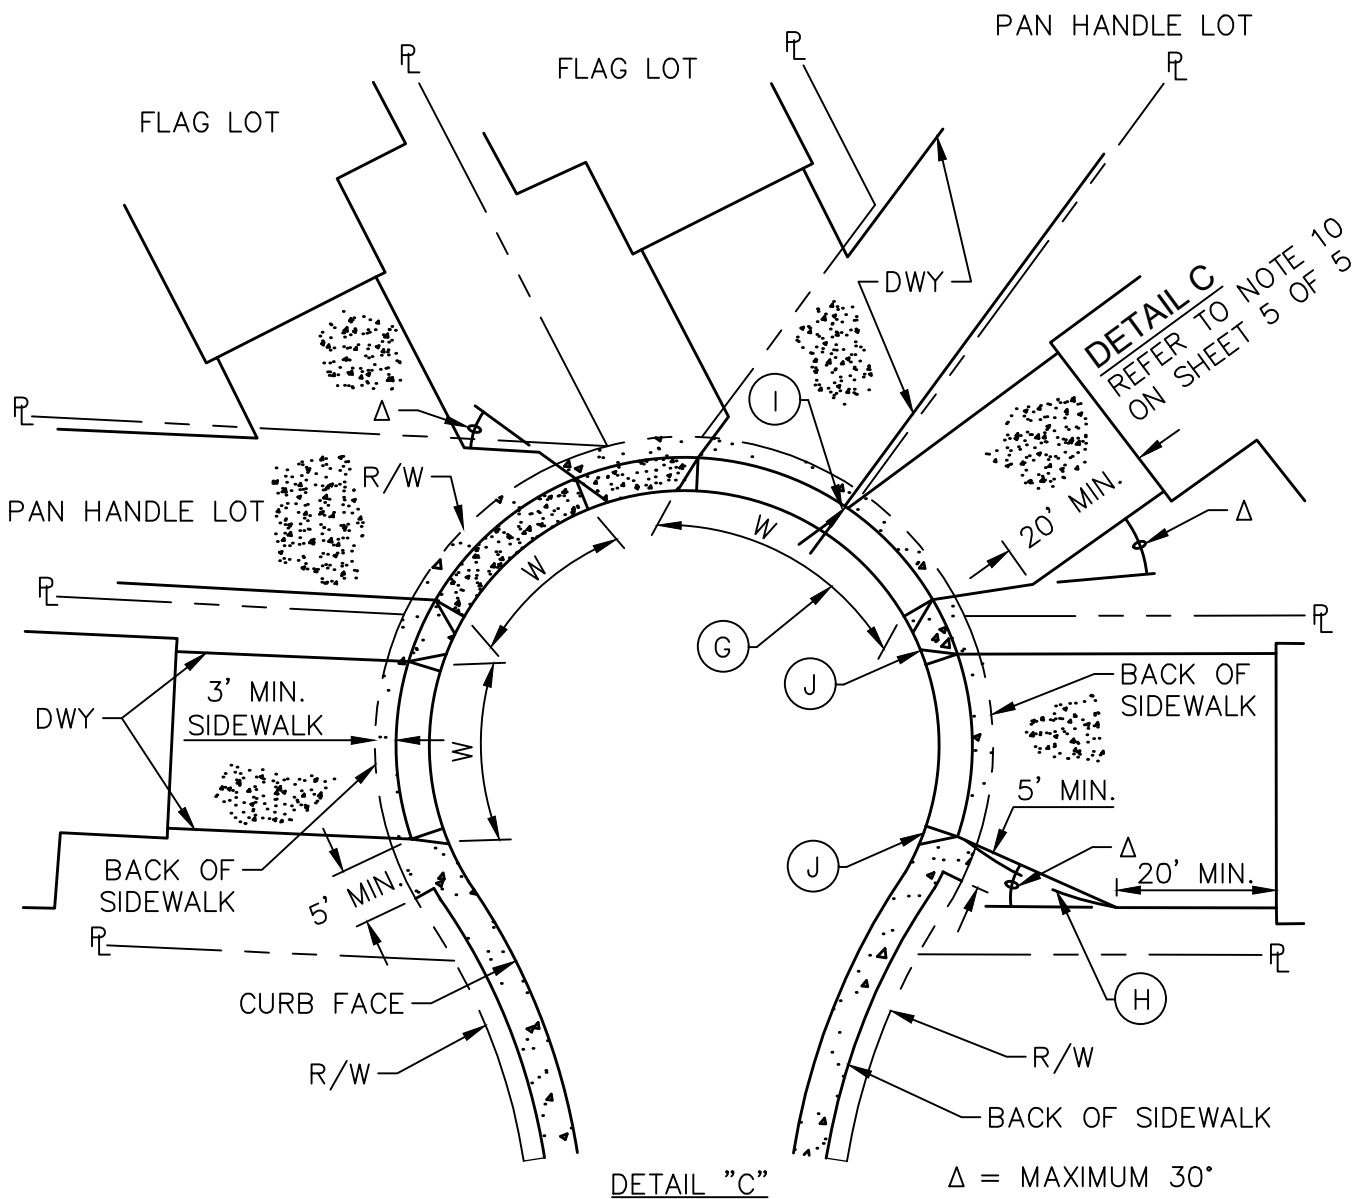 PAN HANDLE LOT
PL
FLAG LOT
PL
FLAG LOT
PL
DETAIL C
REFER TO NOTE 10
ON SHEET 5 OF 5
DWY
I
PL
Δ
R/W
PAN HANDLE LOT
20' MIN.
Δ
W
W
PL
PL
G
J
BACK OF
SIDEWALK
3' MIN.
SIDEWALK
DWY
W
5' MIN.
BACK OF
SIDEWALK
5' MIN.
J
Δ
20' MIN.
PL
PL
CURB FACE
H
R/W
R/W
BACK OF SIDEWALK
DETAIL "C"
Δ = MAXIMUM 30°